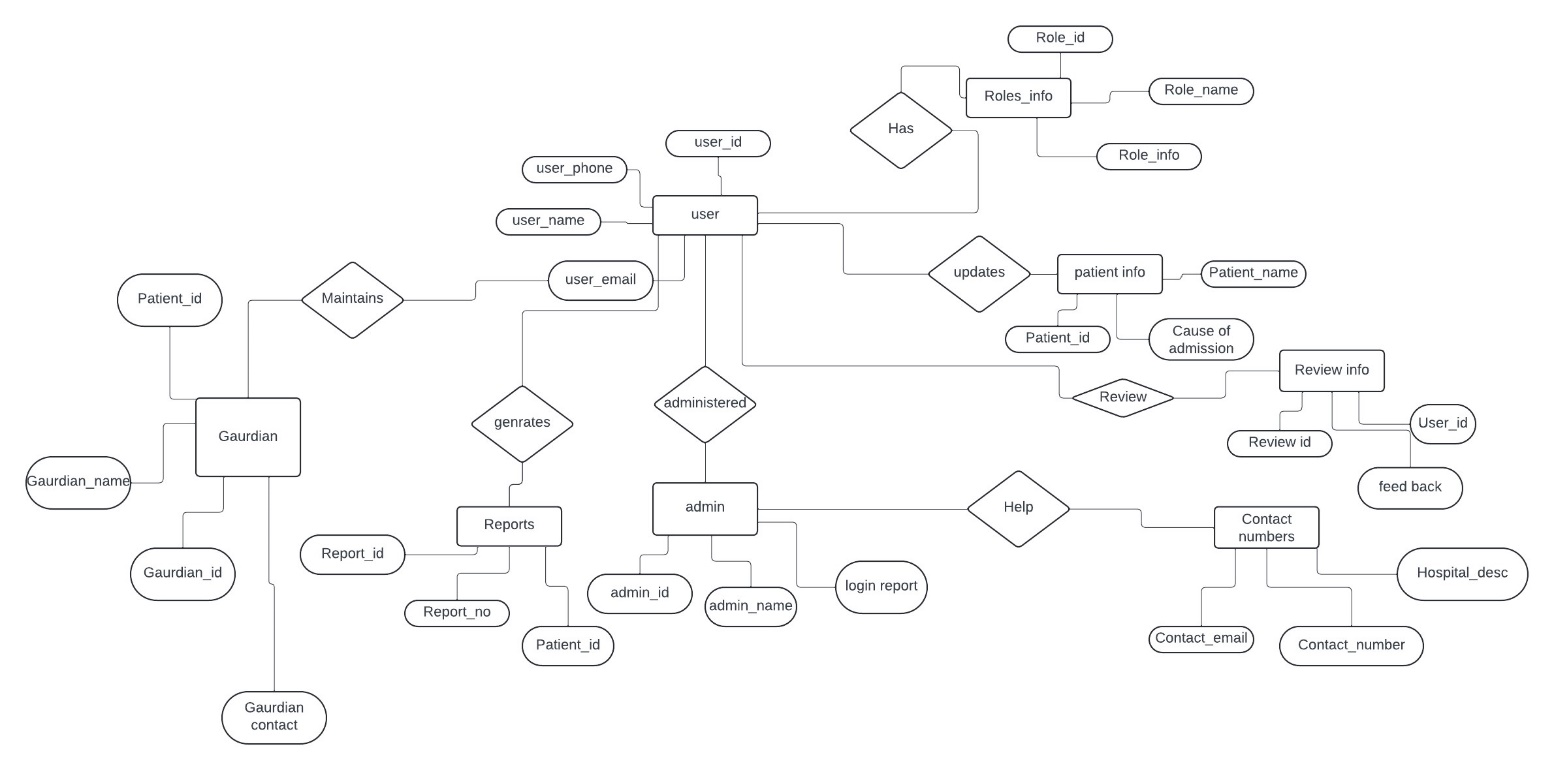 Role_id
Roles_info
Role_name
Has
Role_info
user_id
user_phone
user
user_name
user_email
updates
patient info
Patient_name
Patient_id
Cause of
admission
Patient_id
Maintains
Review info
Review
User_id
Review id
feed back
administered
genrates
Gaurdian
Gaurdian_name
Gaurdian_id
Gaurdian
contact
Reports
Report_id
Report_no
Patient_id
admin
admin_id
admin_name
login report
Help
Contact
numbers
Hospital_desc
Contact_email
Contact_number